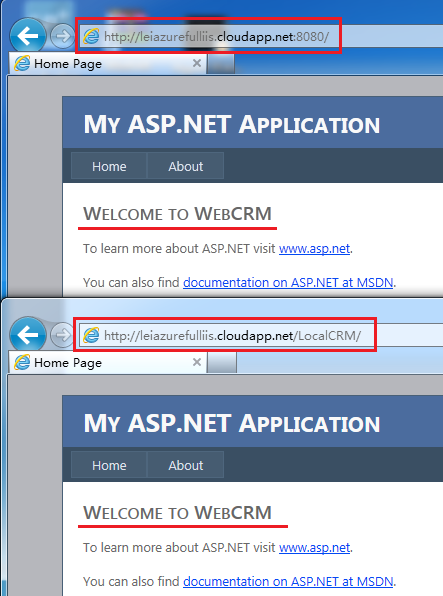 http://leiazurefulliis.cloudapp.net:8080/
Home Page
My ASP.NET Application
Home About
Welcome to WebCRM
To learn more about ASP.NET visit www.asp.net.
You can also find documentation on ASP.NET at MSDN.
http://leiazurefulliis.cloudapp.net/LocalCRM/
Home Page
My ASP.NET Application
Home About
Welcome to WebCRM
To learn more about ASP.NET visit www.asp.net.
You can also find documentation on ASP.NET at MSDN.